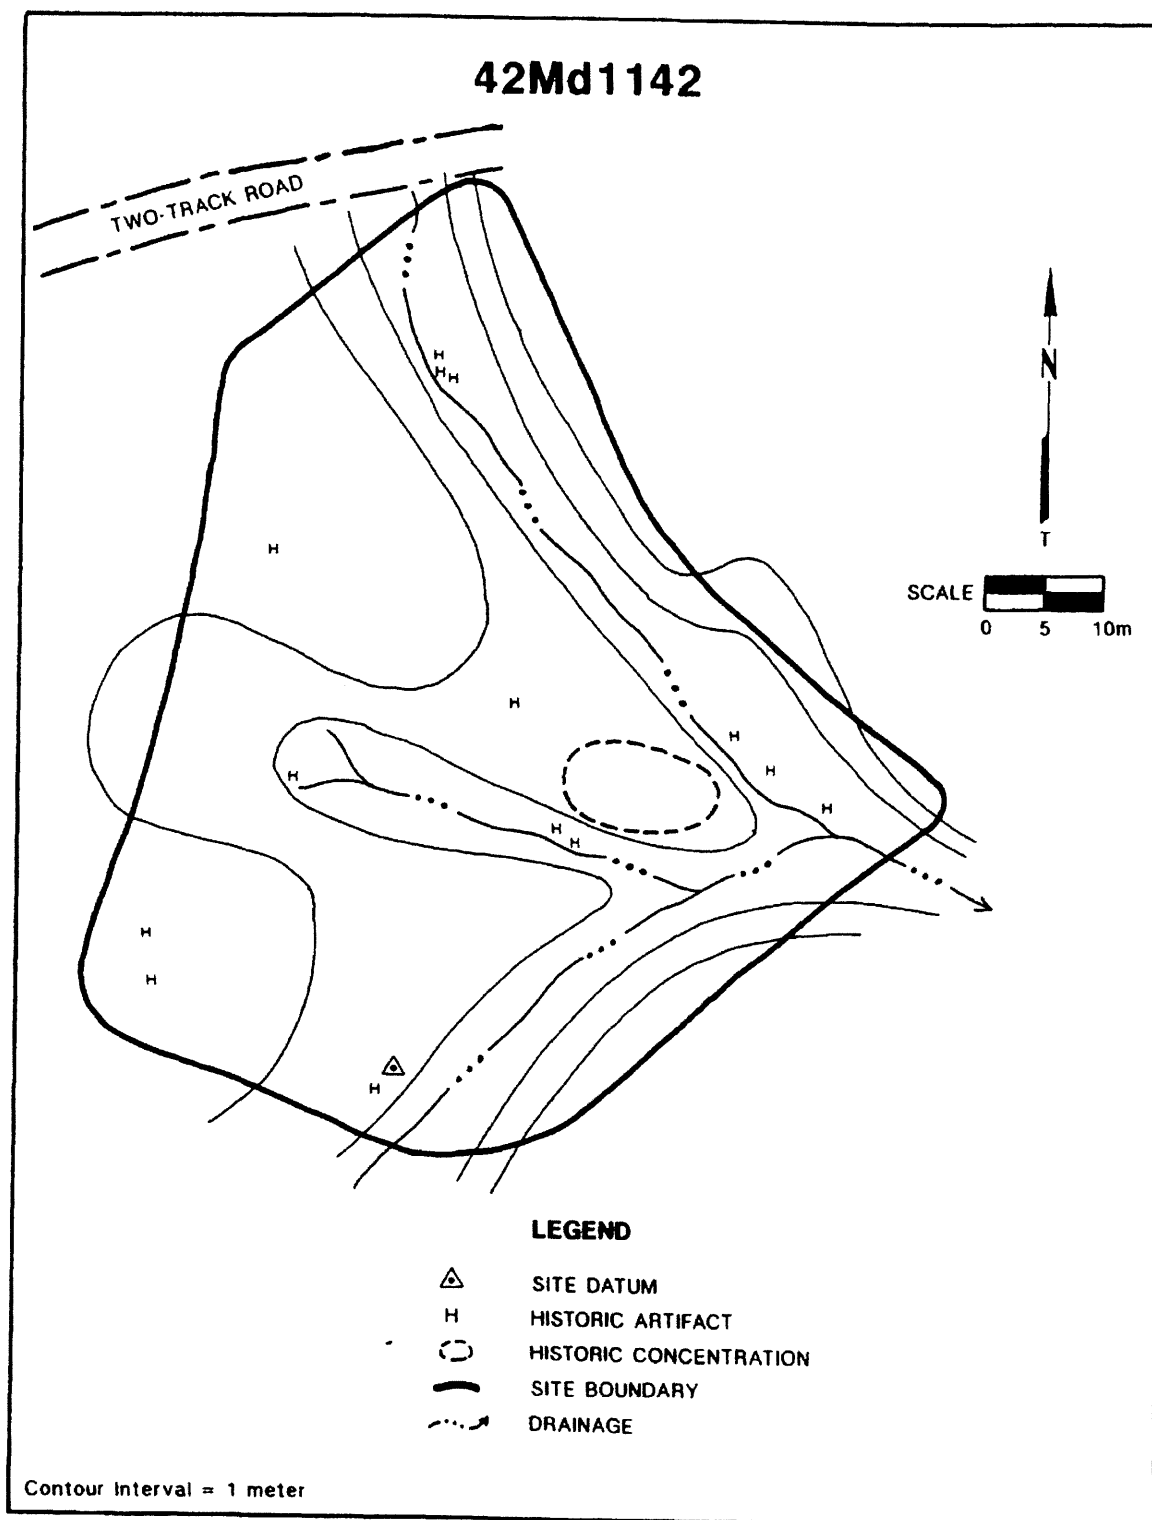 42Md1142
TWO-TRACK ROAD
H
H
H
H
N
T
SCALE
0 5 10m
H
H
H
H
H
H
H
H
H
H
H
LEGEND
SITE DATUM
H HISTORIC ARTIFACT
HISTORIC CONCENTRATION
SITE BOUNDARY
DRAINAGE
Contour Interval = 1 meter